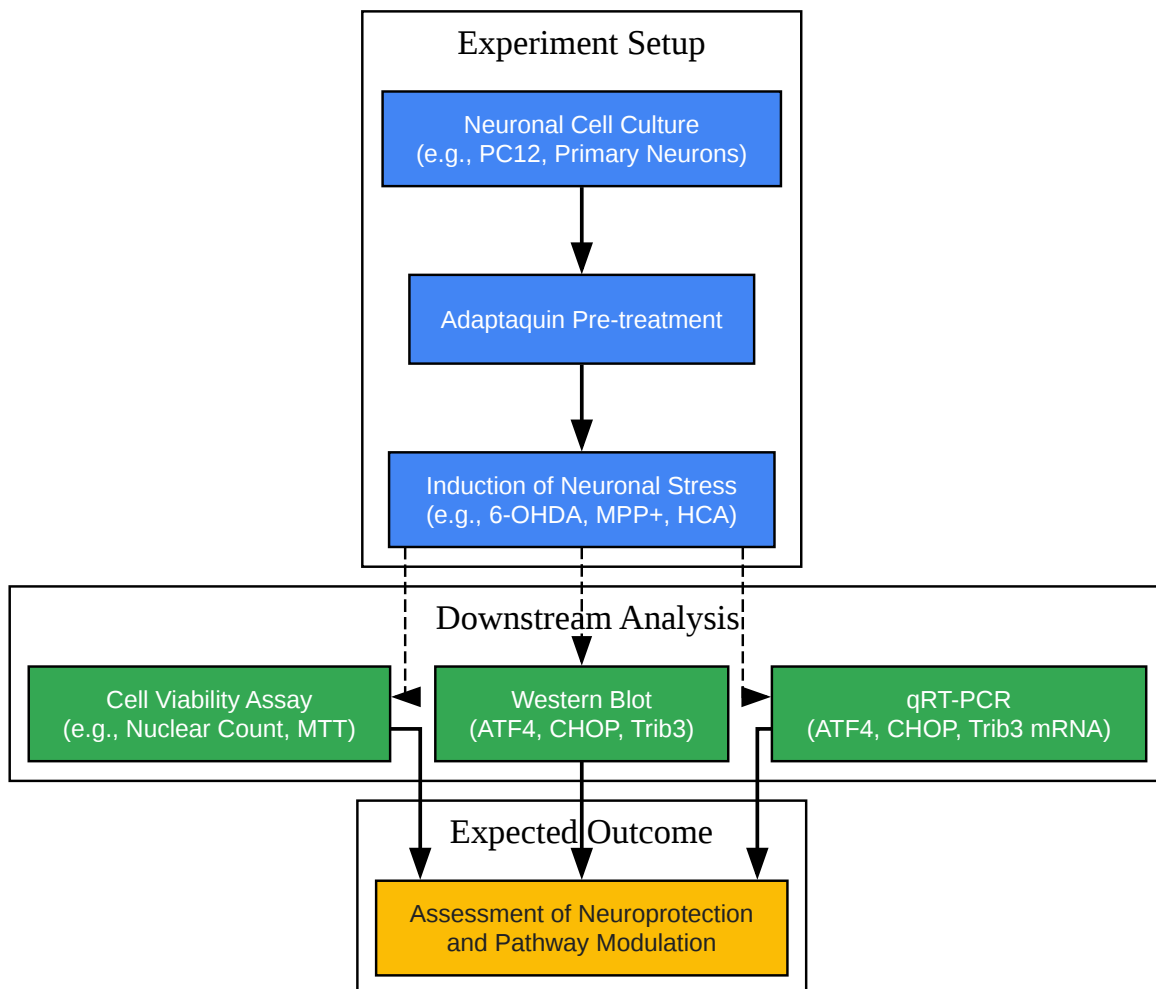 Experiment Setup
Neuronal Cell Culture
(e.g., PC12, Primary Neurons)
Adaptaquin Pre-treatment
Induction of Neuronal Stress
(e.g., 6-OHDA, MPP+, HCA)
Downstream Analysis
Cell Viability Assay
(e.g., Nuclear Count, MTT)
Western Blot
(ATF4, CHOP, Trib3)
qRT-PCR
(ATF4, CHOP, Trib3 mRNA)
Expected Outcome
Assessment of Neuroprotection
and Pathway Modulation